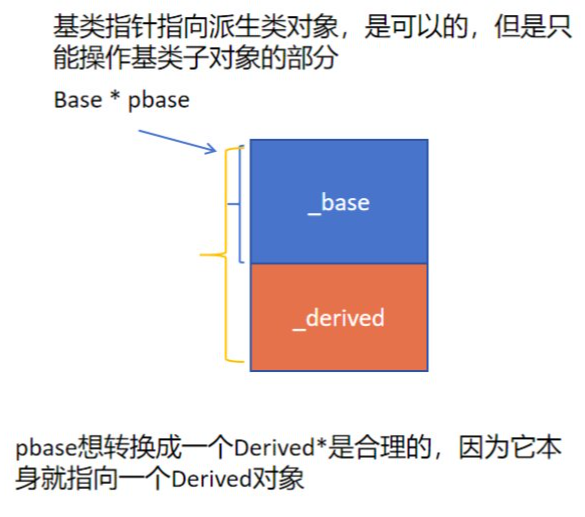 基类指针指向派生类对象，是可以的，但是只
能操作基类子对象的部分
Base * pbase
_base
_derived
pbase想转换成一个Derived*是合理的，因为它本
身就指向一个Derived对象